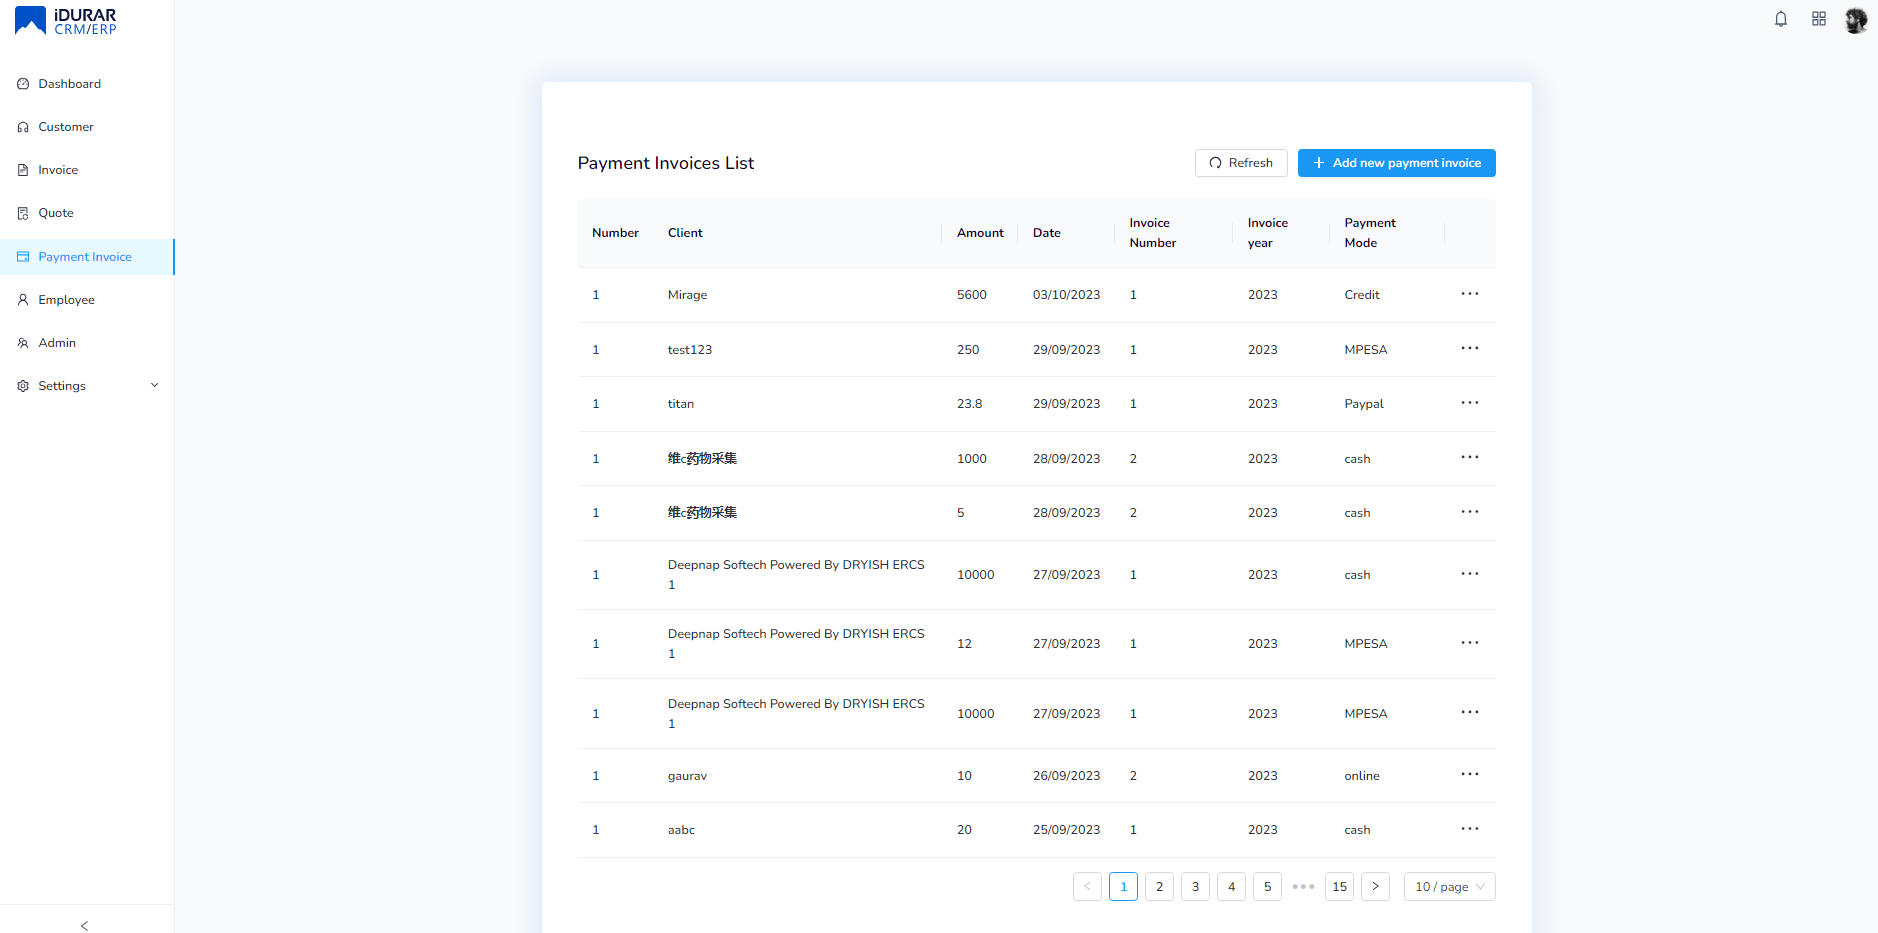 iDURAR
CRM/ERP
Dashboard
Customer
Invoice
Quote
Payment Invoice
Employee
Admin
Settings
Payment Invoices List
Refresh
Add new payment invoice
Number Client Amount Date Invoice Number Invoice year Payment Mode
1 Mirage 5600 03/10/2023 1 2023 Credit
1 test123 250 29/09/2023 1 2023 MPESA
1 titan 23.8 29/09/2023 1 2023 Paypal
1 维c药物采集 1000 28/09/2023 2 2023 cash
1 维c药物采集 5 28/09/2023 2 2023 cash
1 Deepnap Softech Powered By DRYISH ERCS 1 10000 27/09/2023 1 2023 cash
1 Deepnap Softech Powered By DRYISH ERCS 1 12 27/09/2023 1 2023 MPESA
1 Deepnap Softech Powered By DRYISH ERCS 1 10000 27/09/2023 1 2023 MPESA
1 gaurav 10 26/09/2023 2 2023 online
1 aabc 20 25/09/2023 1 2023 cash
< 1 2 3 4 5 ••• 15 > 10 / page